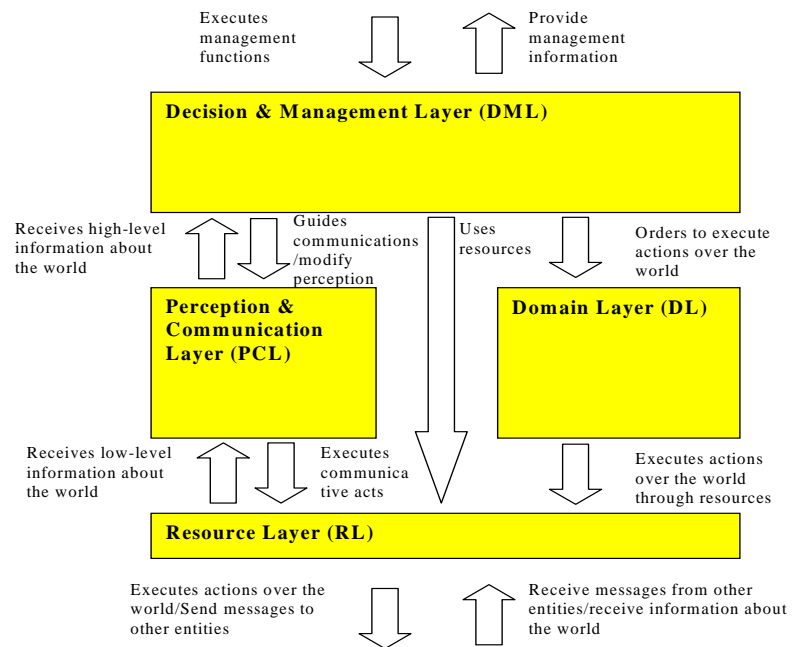 Executes
management
functions
Provide
management
information
Decision & Management Layer (DML)
Receives high-level
information about
the world
Guides
communications
/modify
perception
Uses
resources
Orders to execute
actions over the
world
Perception &
Communication
Layer (PCL)
Domain Layer (DL)
Receives low-level
information about
the world
Executes
communica
tive acts
Executes actions
over the world
through resources
Resource Layer (RL)
Executes actions over the
world/Send messages to
other entities
Receive messages from other
entities/receive information about
the world